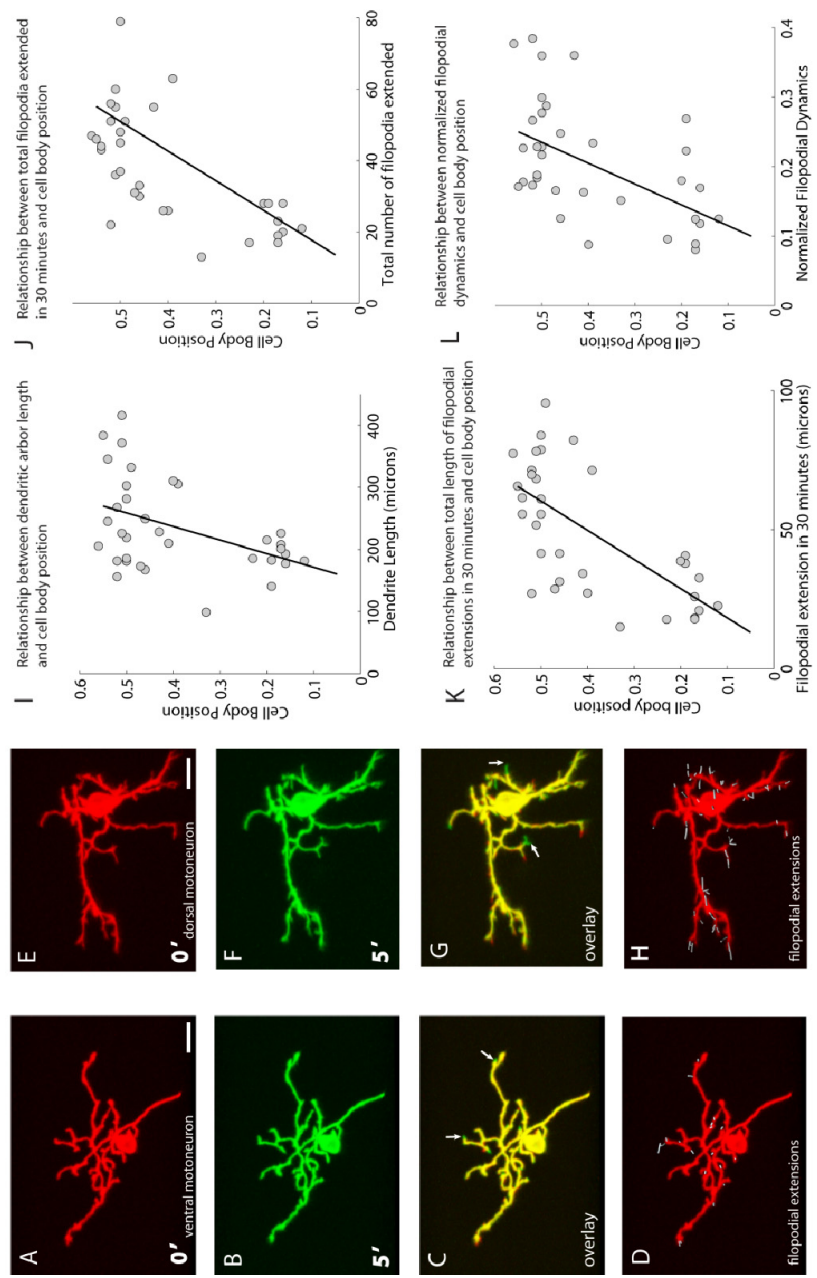 A
0′
ventral motoneuron
B
5′
C
overlay
D
filopodial extensions
E
0′
dorsal motoneuron
F
5′
G
overlay
H
filopodial extensions
I
Relationship between dendritic arbor length
and cell body position
Cell Body Position
0.6
0.5
0.4
0.3
0.2
0.1
0
100
200
300
400
Dendrite Length (microns)
J
Relationship between total filopodia extended
in 30 minutes and cell body position
Cell Body Position
0.5
0.4
0.3
0.2
0.1
0
20
40
60
80
Total number of filopodia extended
K
Relationship between total length of filopodial
extensions in 30 minutes and cell body position
Cell body position
0.6
0.5
0.4
0.3
0.2
0.1
0
50
100
Filopodial extension in 30 minutes (microns)
L
Relationship between normalized filopodial
dynamics and cell body position
Cell Body Position
0.5
0.4
0.3
0.2
0.1
0
0.1
0.2
0.3
0.4
Normalized Filopodial Dynamics